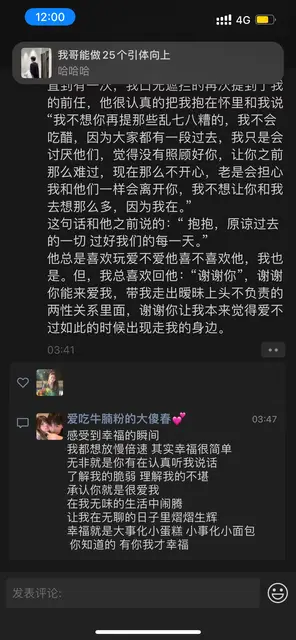 12:00
4G
我哥能做25个引体向上
哈哈哈
直到有一次，我口无遮拦的再次提到了我
的前任，他很认真的把我抱在怀里和我说
“我不想你再提那些乱七八糟的，我不会
吃醋，因为大家都有一段过去，我只是会
讨厌他们，觉得没有照顾好你，让你之前
那么难过，现在那么不开心，老是会担心
我和他们一样会离开你，我不想让你和我
去想那么多，因为我在。”
这句话和他之前说的：“ 抱抱，原谅过去
的一切 过好我们的每一天。”
他总是喜欢玩爱不爱他喜不喜欢他，我也
是。但，我总喜欢回他：“谢谢你”，谢谢
你能来爱我，带我走出暧昧上头不负责的
两性关系里面，谢谢你让我本来觉得爱不
过如此的时候出现走我的身边。
03:41
爱吃牛腩粉的大傻春💕
03:47
感受到幸福的瞬间
我都想放慢倍速 其实幸福很简单
无非就是你有在认真听我说话
了解我的脆弱 理解我的不堪
承认你就是很爱我
在我无味的生活中闹腾
让我在无聊的日子里熠熠生辉
幸福就是大事化小蛋糕 小事化小面包
你知道的 有你我才幸福
发表评论: